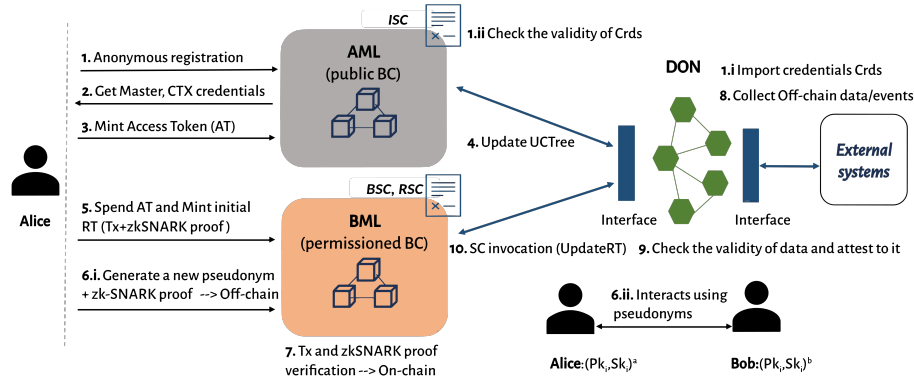 ISC
AML
(public BC)
1. Anonymous registration
2. Get Master, CTX credentials
3. Mint Access Token (AT)
1.ii Check the validity of Crds
DON
1.i Import credentials Crds
8. Collect Off-chain data/events
4. Update UCTree
External
systems
Interface
Interface
Alice
BSC, RSC
BML
(permissioned BC)
5. Spend AT and Mint initial
RT (Tx+zkSNARK proof)
6.i. Generate a new pseudonym
+ zk-SNARK proof --> Off-chain
10. SC invocation (UpdateRT)
9. Check the validity of data and attest to it
6.ii. Interacts using
pseudonyms
7. Tx and zkSNARK proof
verification --> On-chain
Alice:(Pkᵢ,Skᵢ)ᵃ
Bob:(Pkᵢ,Skᵢ)ᵇ